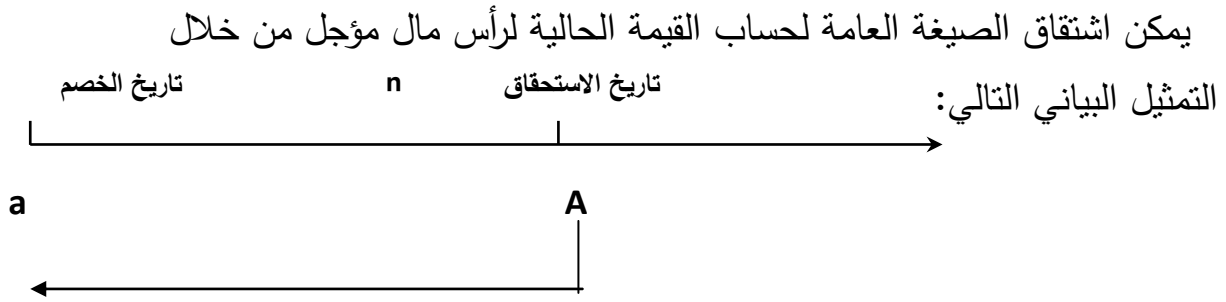 يمكن اشتقاق الصيغة العامة لحساب القيمة الحالية لرأس مال مؤجل من خلال
التمثيل البياني التالي:
تاريخ الخصم n تاريخ الاستحقاق
a A